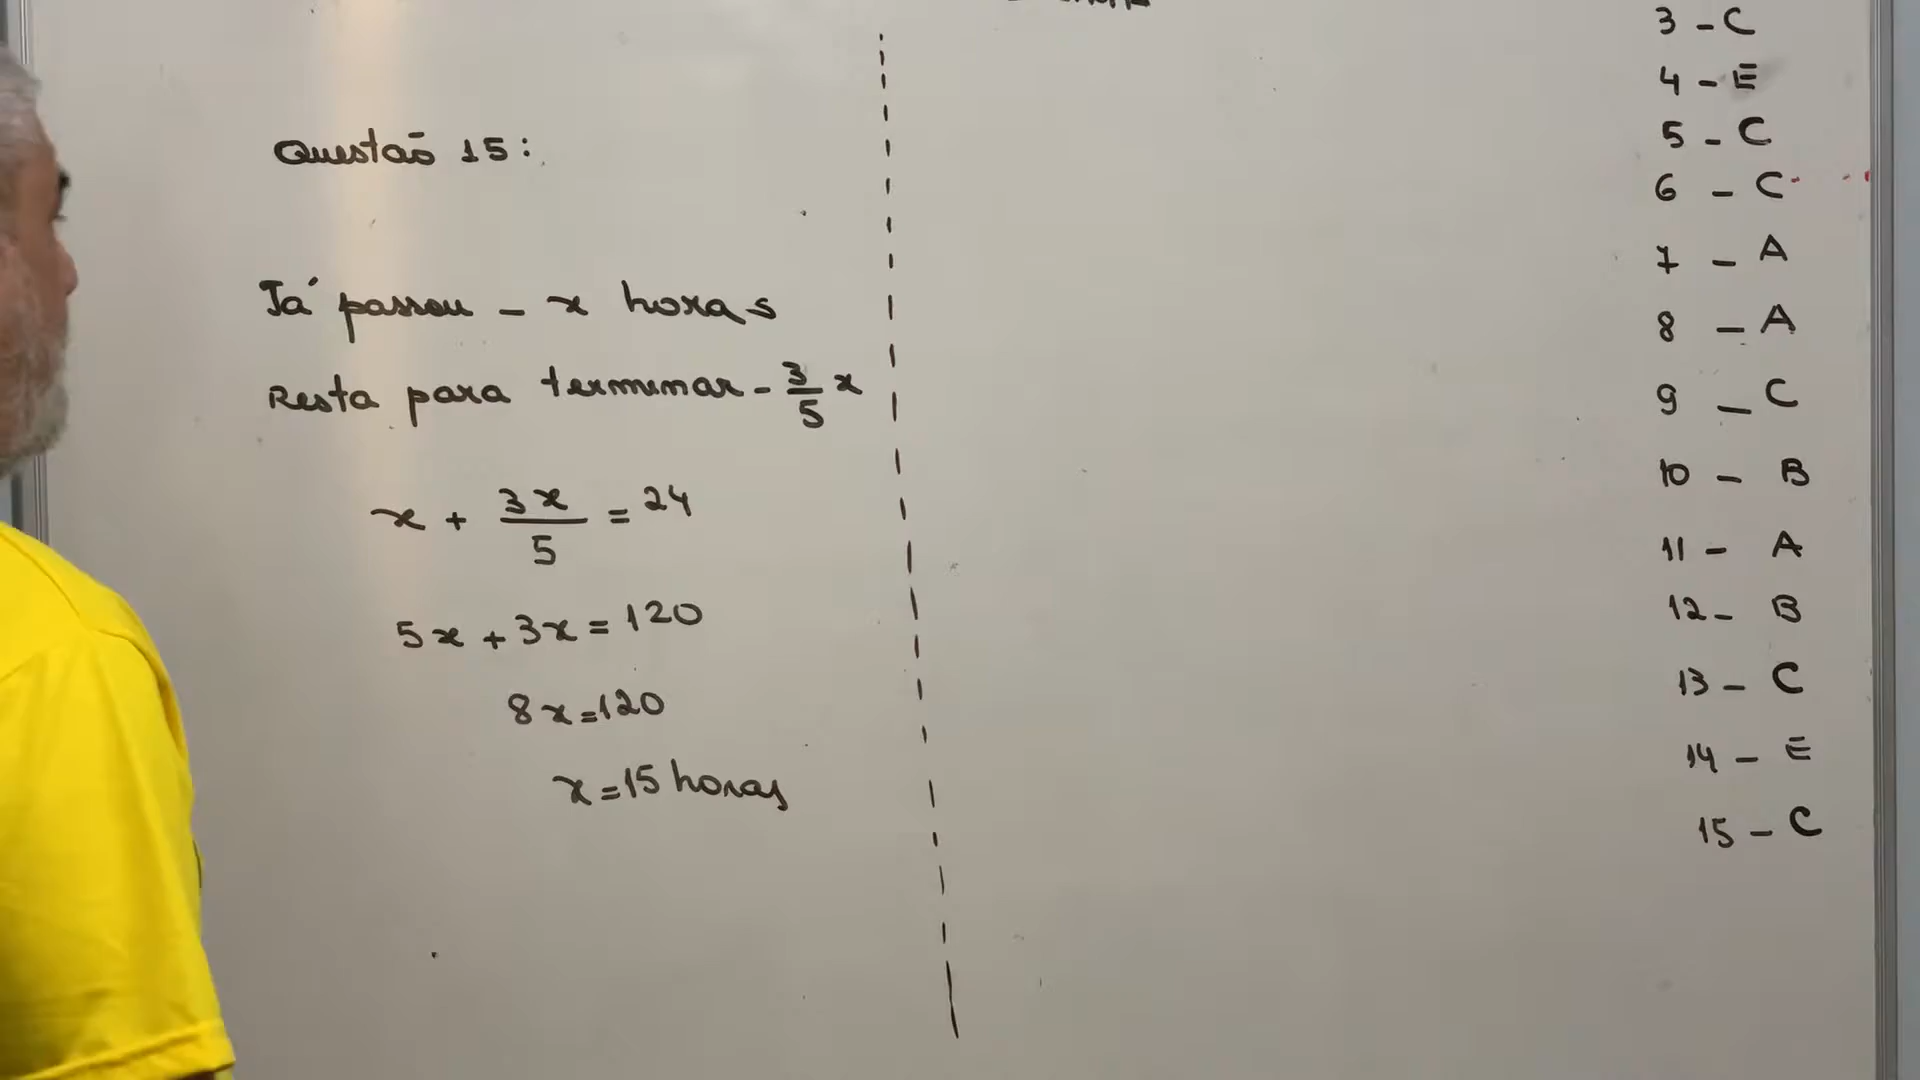 Questão 15:
Já passou - x horas
Resta para terminar - 3/5 x
x + 3x/5 = 24
5x + 3x = 120
8x = 120
x = 15 horas
3 - C
4 - E
5 - C
6 - C
7 - A
8 - A
9 - C
10 - B
11 - A
12 - B
13 - C
14 - E
15 - C